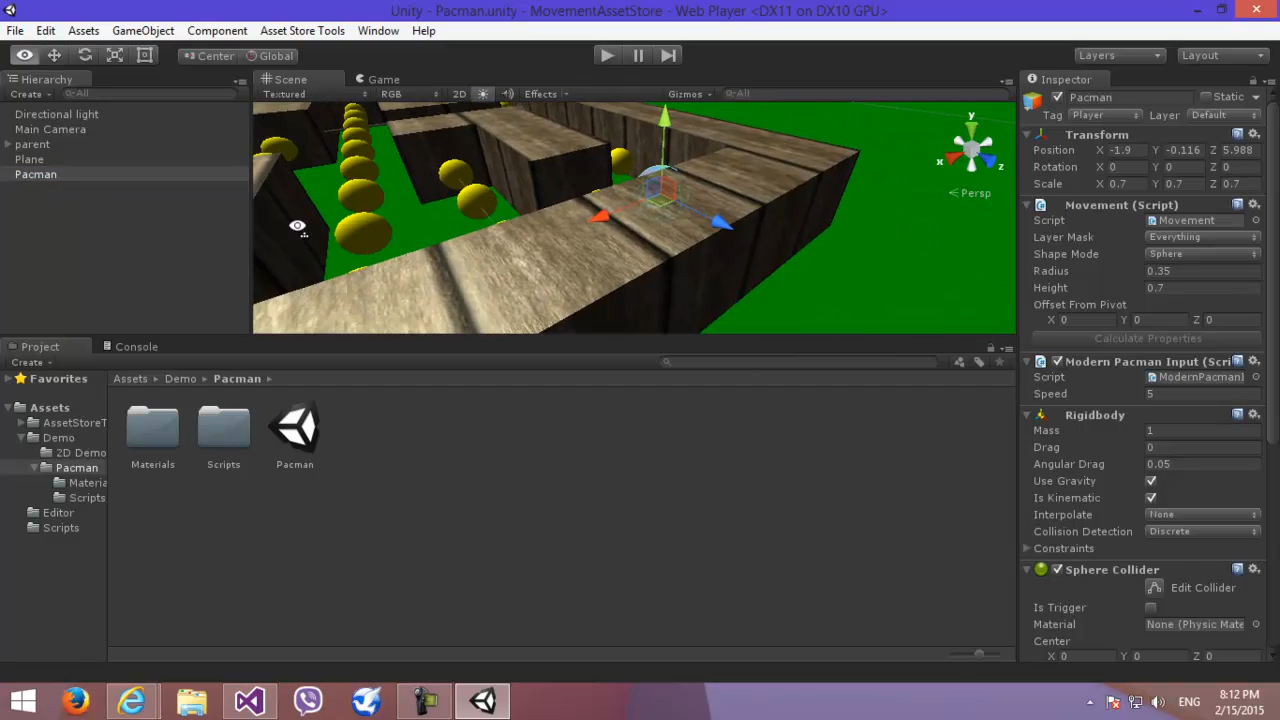 Unity - Pacman.unity - MovementAssetStore - Web Player <DX11 on DX10 GPU>
File Edit Assets GameObject Component Asset Store Tools Window Help
Center Global Layers Layout
Hierarchy Scene Game Inspector
Create All Textured RGB 2D Effects Gizmos All
Pacman Static
Tag Player Layer Default
Directional light
Main Camera
parent
Plane
Pacman
y
x
z
Persp
Transform
Position X -1.9 Y -0.116 Z 5.988
Rotation X 0 Y 0 Z 0
Scale X 0.7 Y 0.7 Z 0.7
Movement (Script)
Script Movement
Layer Mask Everything
Shape Mode Sphere
Radius 0.35
Height 0.7
Offset From Pivot
X 0 Y 0 Z 0
Calculate Properties
Modern Pacman Input (Scri
Script ModernPacmanI
Speed 5
Rigidbody
Mass 1
Drag 0
Angular Drag 0.05
Use Gravity
Is Kinematic
Interpolate None
Collision Detection Discrete
Constraints
Sphere Collider
Edit Collider
Is Trigger
Material None (Physic Mate
Center
X 0 Y 0 Z 0
Project Console
Create
Favorites
Assets
AssetStoreT
Demo
2D Demo
Pacman
Materia
Scripts
Editor
Scripts
Assets Demo Pacman
Materials Scripts Pacman
ENG
8:12 PM
2/15/2015